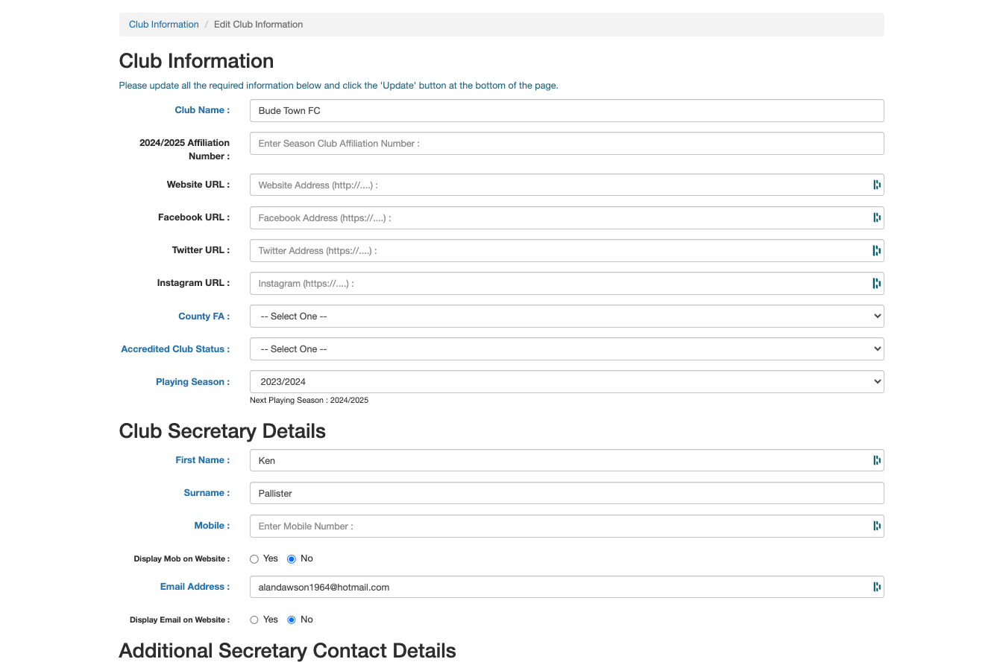 Club Information / Edit Club Information
Club Information
Please update all the required information below and click the 'Update' button at the bottom of the page.
Club Name : Bude Town FC
2024/2025 Affiliation Number : Enter Season Club Affiliation Number :
Website URL : Website Address (http://....) :
Facebook URL : Facebook Address (https://....) :
Twitter URL : Twitter Address (https://....) :
Instagram URL : Instagram (https://....) :
County FA : -- Select One --
Accredited Club Status : -- Select One --
Playing Season : 2023/2024
Next Playing Season : 2024/2025
Club Secretary Details
First Name : Ken
Surname : Pallister
Mobile : Enter Mobile Number :
Display Mob on Website : Yes No
Email Address : alandawson1964@hotmail.com
Display Email on Website : Yes No
Additional Secretary Contact Details